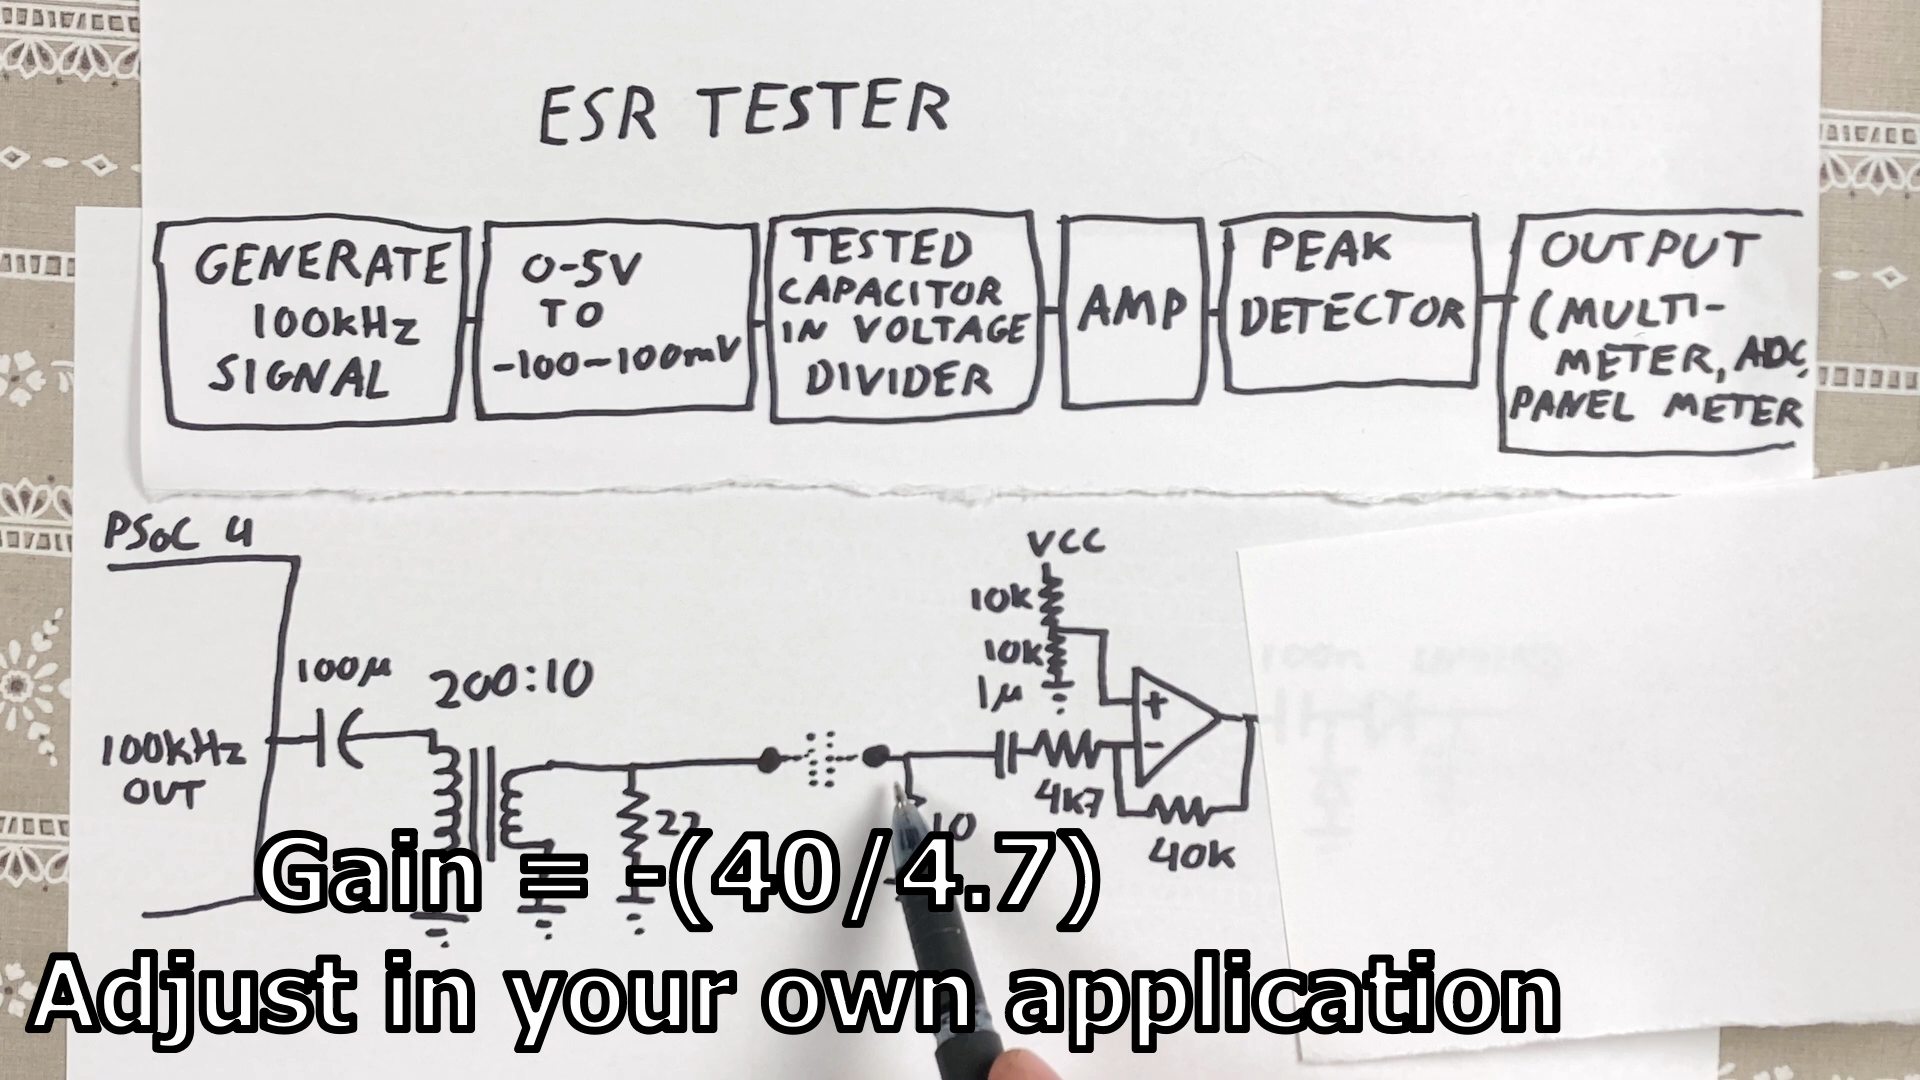 ESR TESTER
GENERATE
100kHz
SIGNAL
0-5V
TO
-100~100mV
TESTED
CAPACITOR
IN VOLTAGE
DIVIDER
AMP
PEAK
DETECTOR
OUTPUT
(MULTI-
METER, ADC,
PANEL METER
PSoC 4
100kHz
OUT
100µ
200:10
22
10
VCC
10k
10k
1µ
4k7
40k
+
-
Gain = -(40/4.7)
Adjust in your own application